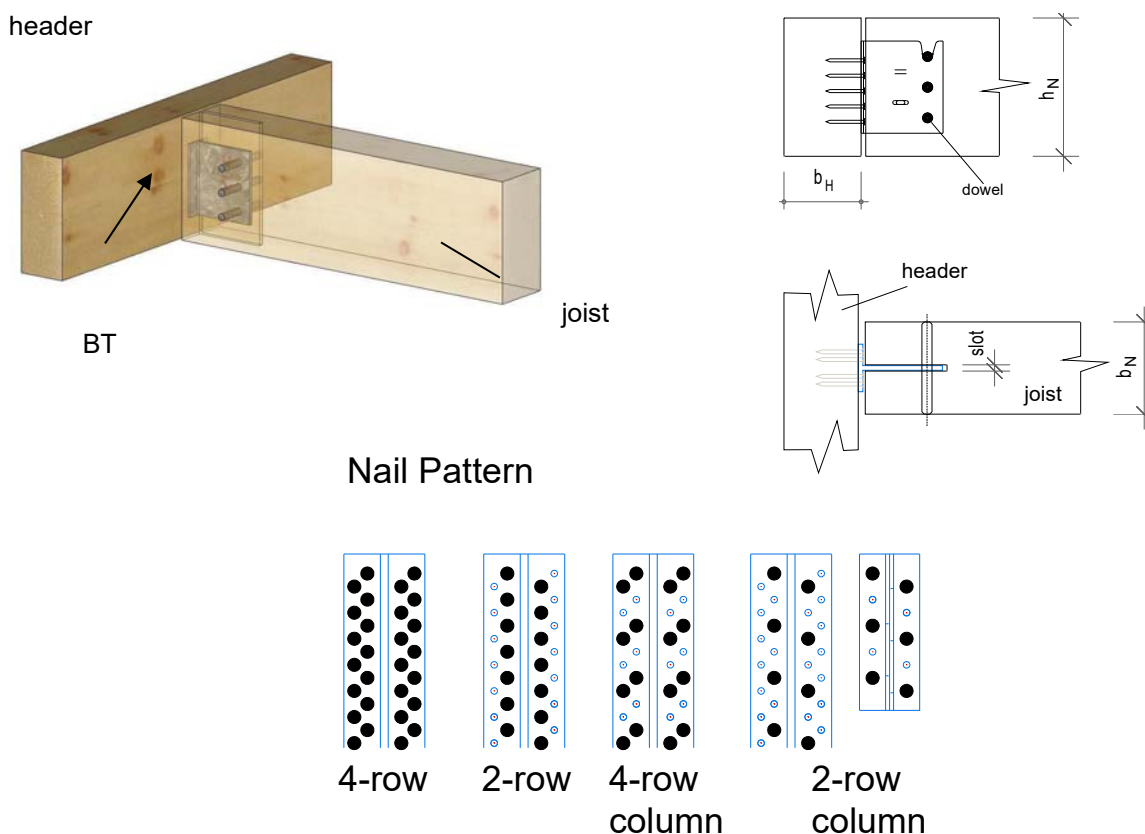 header
joist
BT
h N
b H
dowel
header
slot
joist
b N
Nail Pattern
4-row
2-row
4-row
column
2-row
column